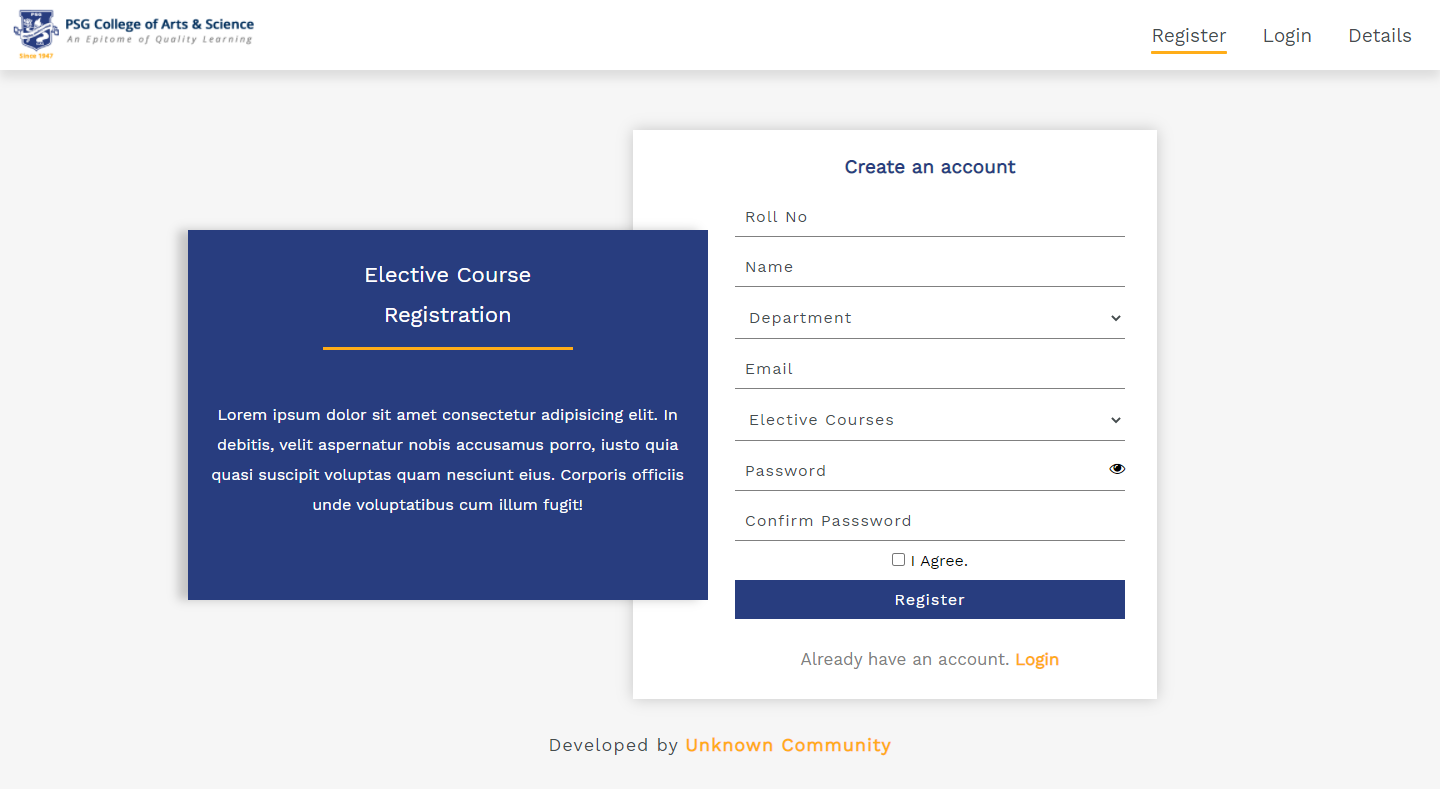 PSG
PSG College of Arts & Science
An Epitome of Quality Learning
Since 1947
Register
Login
Details
Elective Course
Registration
Lorem ipsum dolor sit amet consectetur adipisicing elit. In
debitis, velit aspernatur nobis accusamus porro, iusto quia
quasi suscipit voluptas quam nesciunt eius. Corporis officiis
unde voluptatibus cum illum fugit!
Create an account
Roll No
Name
Department
Email
Elective Courses
Password
Confirm Passsword
I Agree.
Register
Already have an account. Login
Developed by Unknown Community